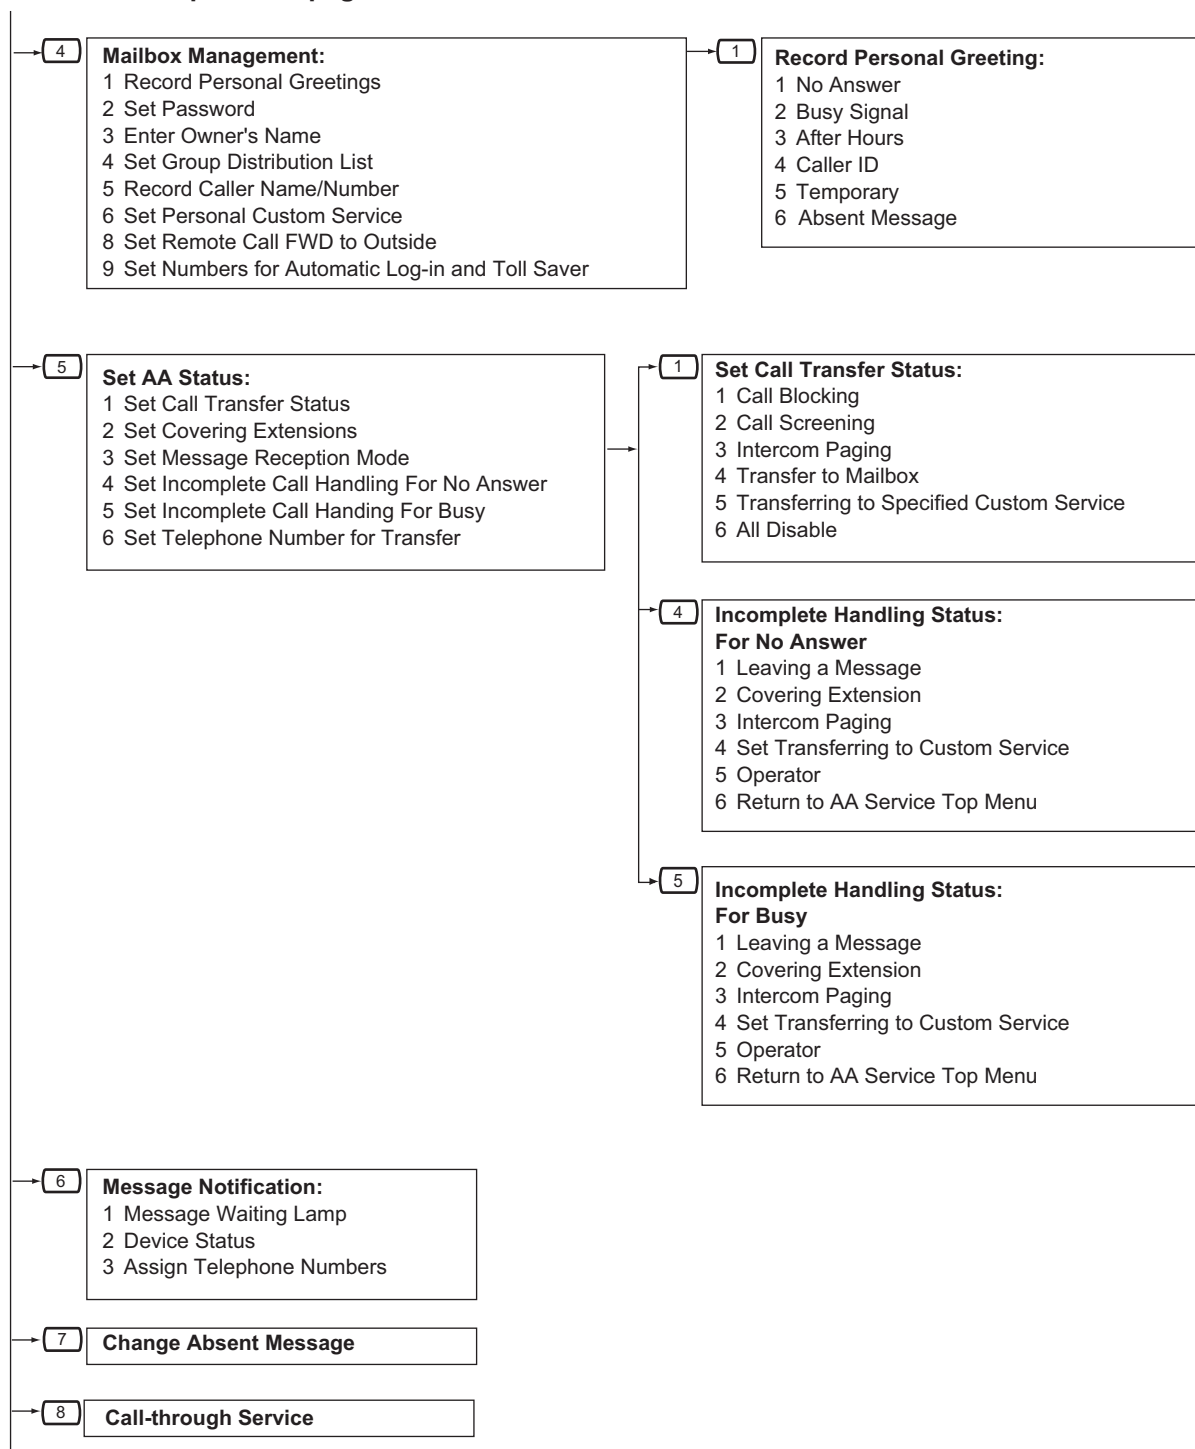 4
Mailbox Management:
1 Record Personal Greetings
2 Set Password
3 Enter Owner's Name
4 Set Group Distribution List
5 Record Caller Name/Number
6 Set Personal Custom Service
8 Set Remote Call FWD to Outside
9 Set Numbers for Automatic Log-in and Toll Saver
1
Record Personal Greeting:
1 No Answer
2 Busy Signal
3 After Hours
4 Caller ID
5 Temporary
6 Absent Message
5
Set AA Status:
1 Set Call Transfer Status
2 Set Covering Extensions
3 Set Message Reception Mode
4 Set Incomplete Call Handling For No Answer
5 Set Incomplete Call Handing For Busy
6 Set Telephone Number for Transfer
1
Set Call Transfer Status:
1 Call Blocking
2 Call Screening
3 Intercom Paging
4 Transfer to Mailbox
5 Transferring to Specified Custom Service
6 All Disable
4
Incomplete Handling Status:
For No Answer
1 Leaving a Message
2 Covering Extension
3 Intercom Paging
4 Set Transferring to Custom Service
5 Operator
6 Return to AA Service Top Menu
5
Incomplete Handling Status:
For Busy
1 Leaving a Message
2 Covering Extension
3 Intercom Paging
4 Set Transferring to Custom Service
5 Operator
6 Return to AA Service Top Menu
6
Message Notification:
1 Message Waiting Lamp
2 Device Status
3 Assign Telephone Numbers
7
Change Absent Message
8
Call-through Service